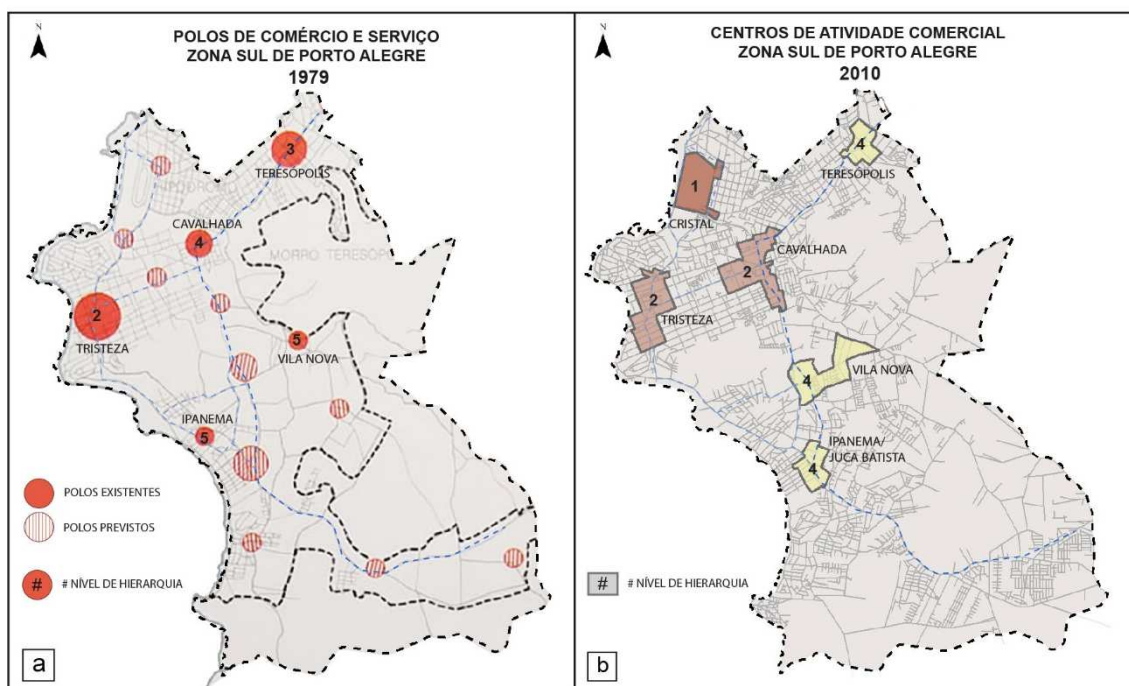 N
POLOS DE COMÉRCIO E SERVIÇO
ZONA SUL DE PORTO ALEGRE
1979
3
TERESÓPOLIS
CAVALHADA
4
MORRO TERESÓPO
2
TRISTEZA
5
VILA NOVA
IPANEMA
5
POLOS EXISTENTES
POLOS PREVISTOS
# # NÍVEL DE HIERARQUIA
a
N
CENTROS DE ATIVIDADE COMERCIAL
ZONA SUL DE PORTO ALEGRE
2010
4
TERESÓPOLIS
1
CRISTAL
CAVALHADA
2
2
TRISTEZA
VILA NOVA
4
IPANEMA/
JUCA BATISTA
4
# # NÍVEL DE HIERARQUIA
b